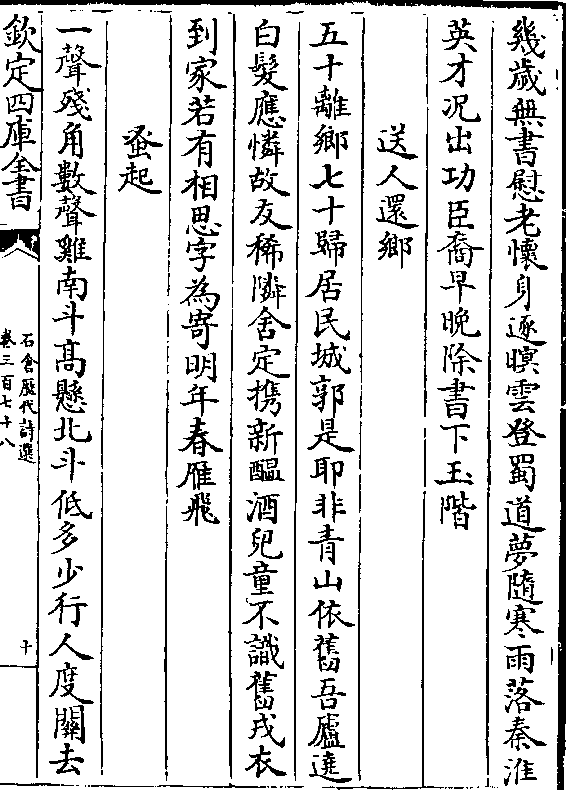 幾歲無書慰老懷身逐暝雲登蜀道夢隨寒雨落秦淮
英才况出功臣裔早晚除書下玉階
送人還鄉
五十離鄉七十歸居民城郭是耶非青山依舊吾廬遶
白髮應憐故友稀隣舍定携新醞酒兒童不識舊戎衣
到家若有相思字為寄明年春雁飛
蚤起
一聲殘角數聲雞南斗髙懸北斗低多少行人度關去
欽定四庫全書
石倉歷代詩選
卷三百七十八
十